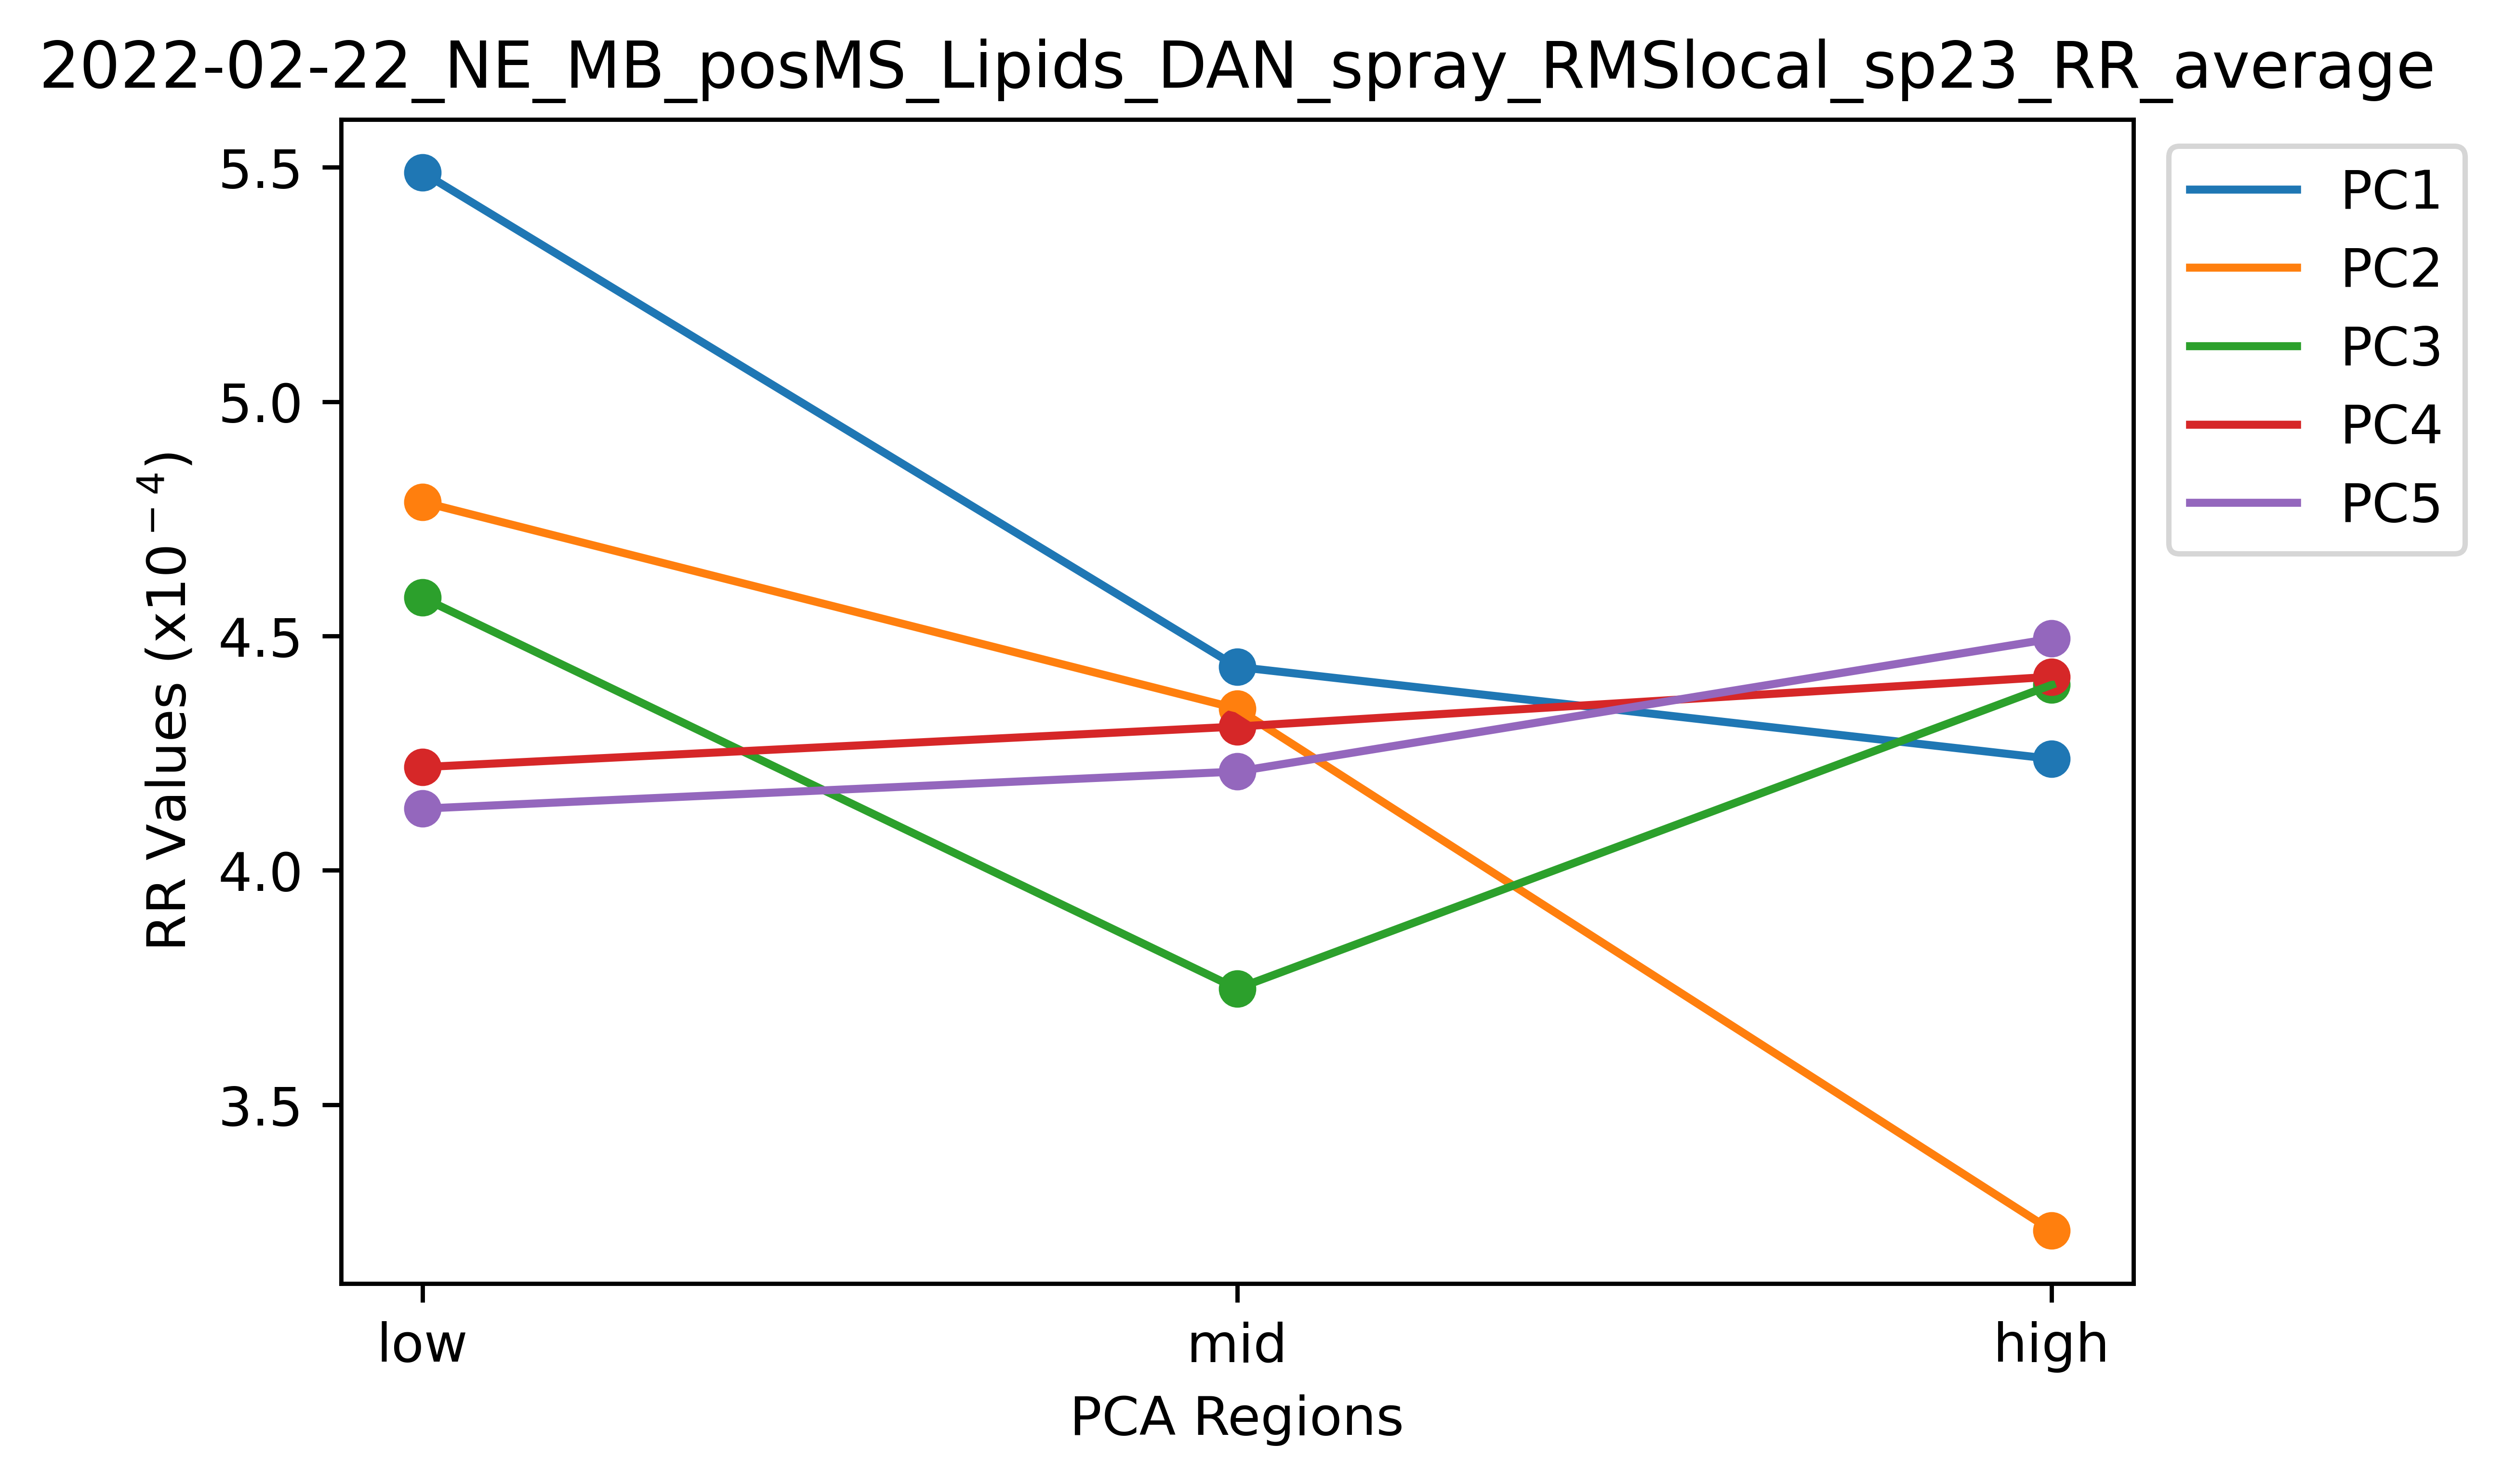 2022-02-22_NE_MB_posMS_Lipids_DAN_spray_RMSlocal_sp23_RR_average
5.5
5.0
4.5
4.0
3.5
RR Values (x10⁻⁴)
low
mid
high
PCA Regions
PC1
PC2
PC3
PC4
PC5